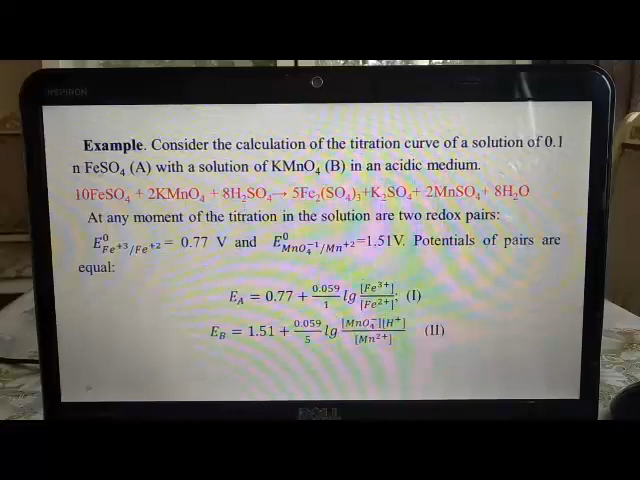 INSPIRON
Example. Consider the calculation of the titration curve of a solution of 0.1
n FeSO₄ (A) with a solution of KMnO₄ (B) in an acidic medium.
10FeSO₄ + 2KMnO₄ + 8H₂SO₄→ 5Fe₂(SO₄)₃+K₂SO₄+ 2MnSO₄+ 8H₂O
At any moment of the titration in the solution are two redox pairs:
E⁰Fe⁺³/Fe⁺² = 0.77 V and E⁰MnO₄⁻¹/Mn⁺²=1.51V. Potentials of pairs are
equal:
E_A = 0.77 + 0.059/1 lg [Fe³⁺]/[Fe²⁺]; (I)
E_B = 1.51 + 0.059/5 lg [MnO₄⁻][H⁺]/[Mn²⁺] (II)
DELL